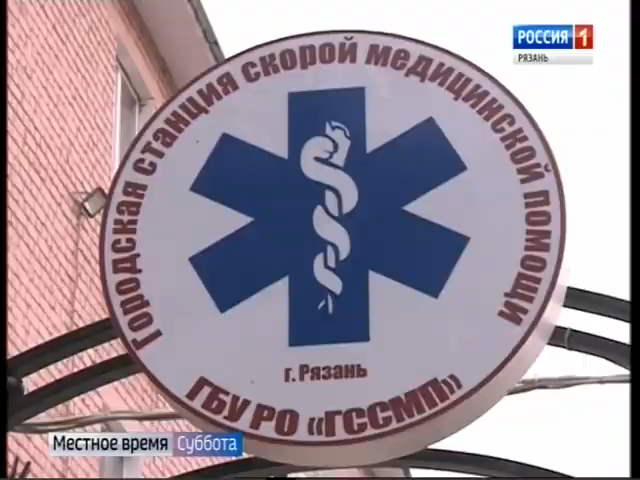 РОССИЯ 1
РЯЗАНЬ
Городская станция скорой медицинской помощи
г. Рязань
ГБУ РО «ГССМП»
Местное время Суббота